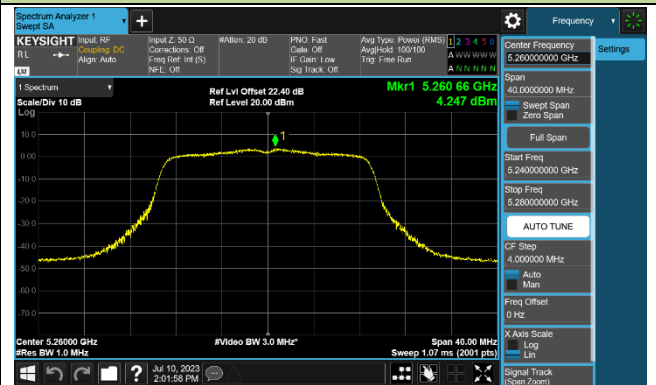 Spectrum Analyzer 1
Swept SA
+
Frequency
KEYSIGHT
RL
LXI
Input: RF
Coupling: DC
Align: Auto
Input Z: 50 Ω
Corrections: Off
Freq Ref: Int (S)
NFE: Off
#Atten: 20 dB
PNO: Fast
Gate: Off
IF Gain: Low
Sig Track: Off
Avg Type: Power (RMS)
Avg|Hold: 100/100
Trig: Free Run
1 2 3 4 5 6
A W W W W W
A N N N N N
1 Spectrum
Scale/Div 10 dB
Log
Ref Lvl Offset 22.40 dB
Ref Level 20.00 dBm
Mkr1 5.260 66 GHz
4.247 dBm
1
10.0
0.00
-10.0
-20.0
-30.0
-40.0
-50.0
-60.0
-70.0
Center 5.26000 GHz
#Res BW 1.0 MHz
#Video BW 3.0 MHz*
Span 40.00 MHz
Sweep 1.07 ms (2001 pts)
?
Jul 10, 2023
2:01:58 PM
Center Frequency
5.260000000 GHz
Settings
Span
40.0000000 MHz
Swept Span
Zero Span
Full Span
Start Freq
5.240000000 GHz
Stop Freq
5.280000000 GHz
AUTO TUNE
CF Step
4.000000 MHz
Auto
Man
Freq Offset
0 Hz
X Axis Scale
Log
Lin
Signal Track
(Span Zoom)